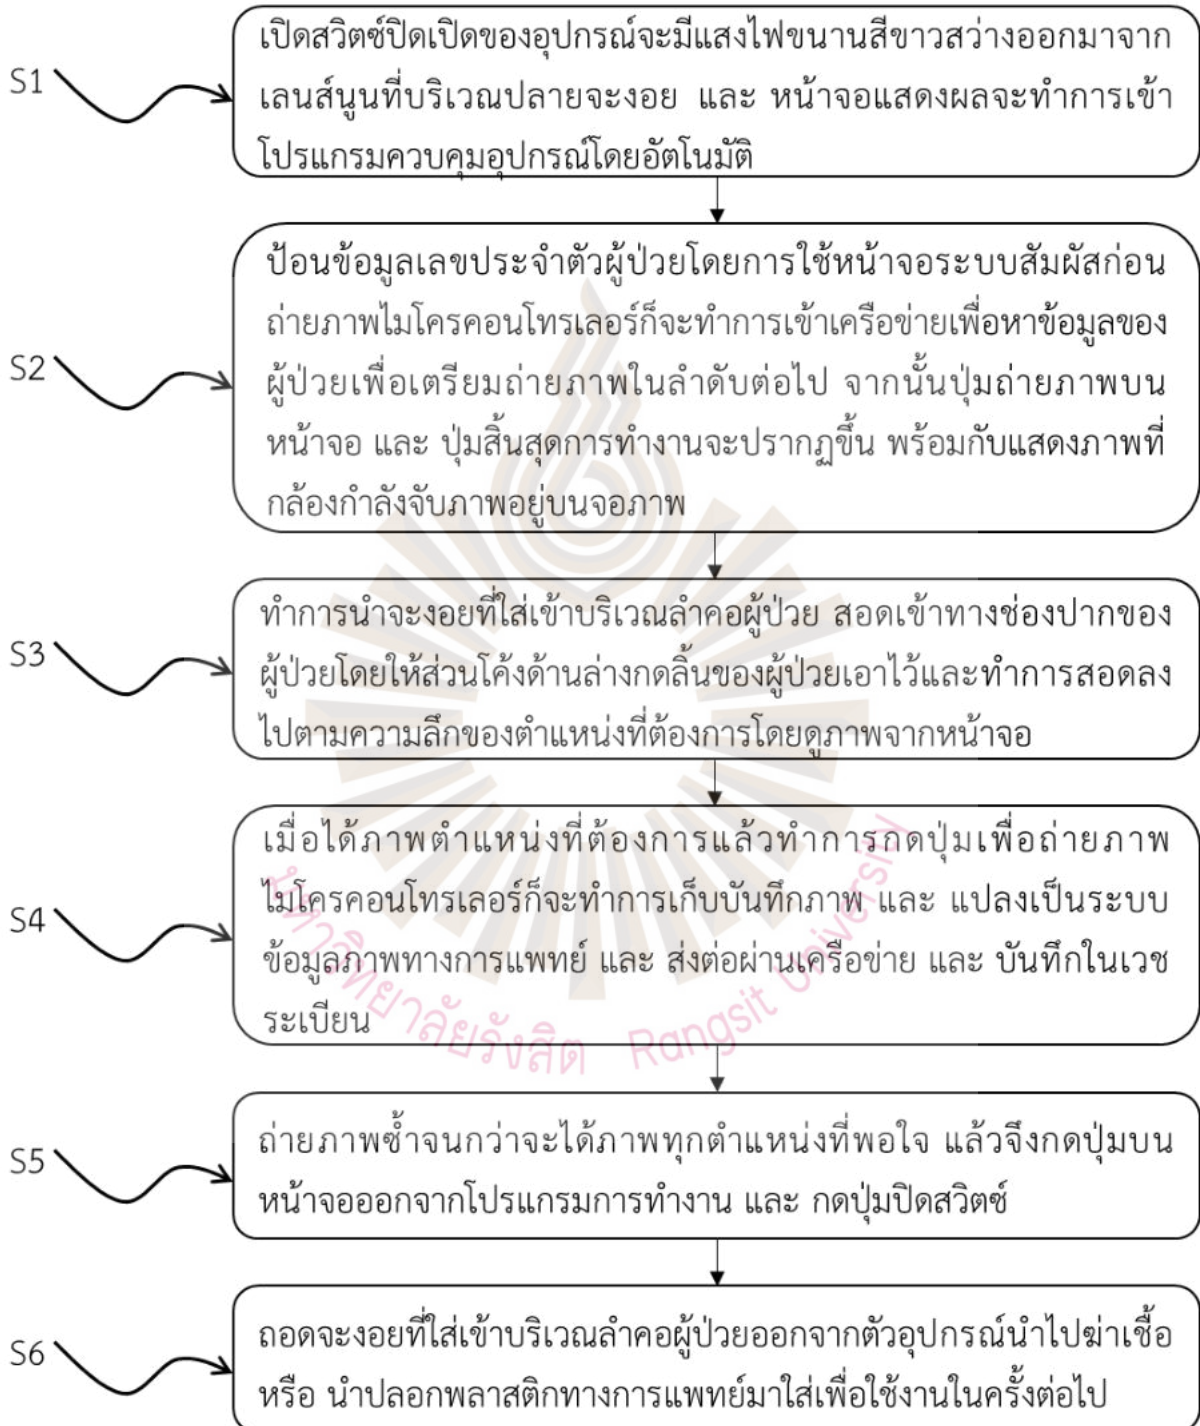 S1
เปิดสวิตซ์ปิดเปิดของอุปกรณ์จะมีแสงไฟขนานสีขาวสว่างออกมาจาก
เลนส์นูนที่บริเวณปลายจะงอย และ หน้าจอแสดงผลจะทำการเข้า
โปรแกรมควบคุมอุปกรณ์โดยอัตโนมัติ
S2
ป้อนข้อมูลเลขประจำตัวผู้ป่วยโดยการใช้หน้าจอระบบสัมผัสก่อน
ถ่ายภาพไมโครคอนโทรเลอร์ก็จะทำการเข้าเครือข่ายเพื่อหาข้อมูลของ
ผู้ป่วยเพื่อเตรียมถ่ายภาพในลำดับต่อไป จากนั้นปุ่มถ่ายภาพบน
หน้าจอ และ ปุ่มสิ้นสุดการทำงานจะปรากฏขึ้น พร้อมกับแสดงภาพที่
กล้องกำลังจับภาพอยู่บนจอภาพ
S3
ทำการนำจะงอยที่ใส่เข้าบริเวณลำคอผู้ป่วย สอดเข้าทางช่องปากของ
ผู้ป่วยโดยให้ส่วนโค้งด้านล่างกดลิ้นของผู้ป่วยเอาไว้และทำการสอดลง
ไปตามความลึกของตำแหน่งที่ต้องการโดยดูภาพจากหน้าจอ
S4
เมื่อได้ภาพตำแหน่งที่ต้องการแล้วทำการกดปุ่มเพื่อถ่ายภาพ
ไมโครคอนโทรเลอร์ก็จะทำการเก็บบันทึกภาพ และ แปลงเป็นระบบ
ข้อมูลภาพทางการแพทย์ และ ส่งต่อผ่านเครือข่าย และ บันทึกในเวช
ระเบียน
มหาวิทยาลัยรังสิต Rangsit University
S5
ถ่ายภาพซ้ำจนกว่าจะได้ภาพทุกตำแหน่งที่พอใจ แล้วจึงกดปุ่มบน
หน้าจอออกจากโปรแกรมการทำงาน และ กดปุ่มปิดสวิตซ์
S6
ถอดจะงอยที่ใส่เข้าบริเวณลำคอผู้ป่วยออกจากตัวอุปกรณ์นำไปฆ่าเชื้อ
หรือ นำปลอกพลาสติกทางการแพทย์มาใส่เพื่อใช้งานในครั้งต่อไป